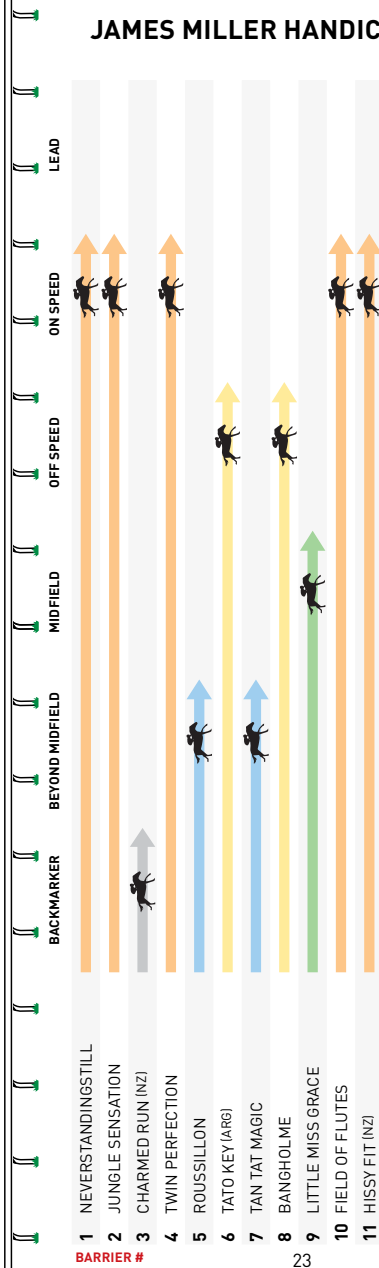 JAMES MILLER HANDIC
LEAD
ON SPEED
OFF SPEED
MIDFIELD
BEYOND MIDFIELD
BACKMARKER
1 NEVERSTANDINGSTILL
2 JUNGLE SENSATION
3 CHARMED RUN (NZ)
4 TWIN PERFECTION
5 ROUSSILLON
6 TATO KEY (ARG)
7 TAN TAT MAGIC
8 BANGHOLME
9 LITTLE MISS GRACE
10 FIELD OF FLUTES
11 HISSY FIT (NZ)
BARRIER #
23